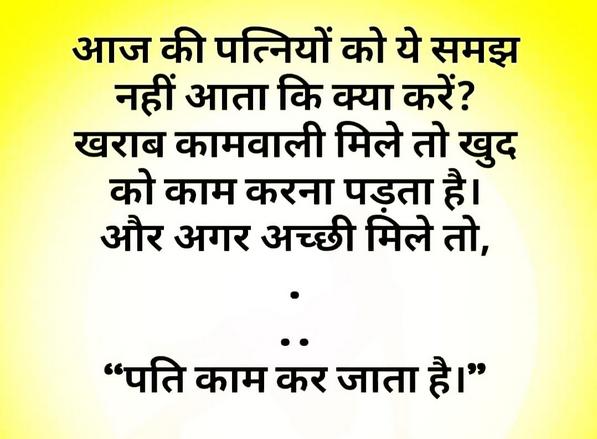 आज की पत्नियों को ये समझ
नहीं आता कि क्या करें?
खराब कामवाली मिले तो खुद
को काम करना पड़ता है।
और अगर अच्छी मिले तो,
.
..
“पति काम कर जाता है।”